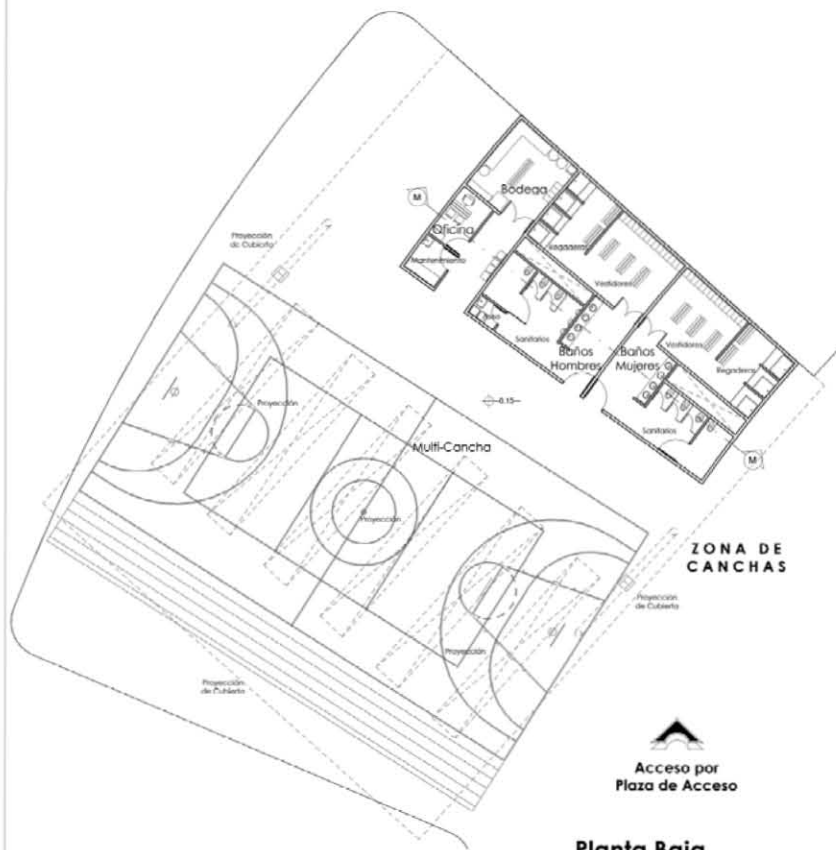 Bodega
M
Oficina
Mantenimiento
Proyección
de Cubierta
Regaderas
Vestidores
Sanitarios
Baños
Hombres
Baños
Mujeres
Vestidores
Regaderas
Sanitarios
M
Proyección
-0.15
Multi-Cancha
Proyección
ZONA DE
CANCHAS
Proyección
de Cubierta
Proyección
Proyección
de Cubierta
Acceso por
Plaza de Acceso
Planta Baja